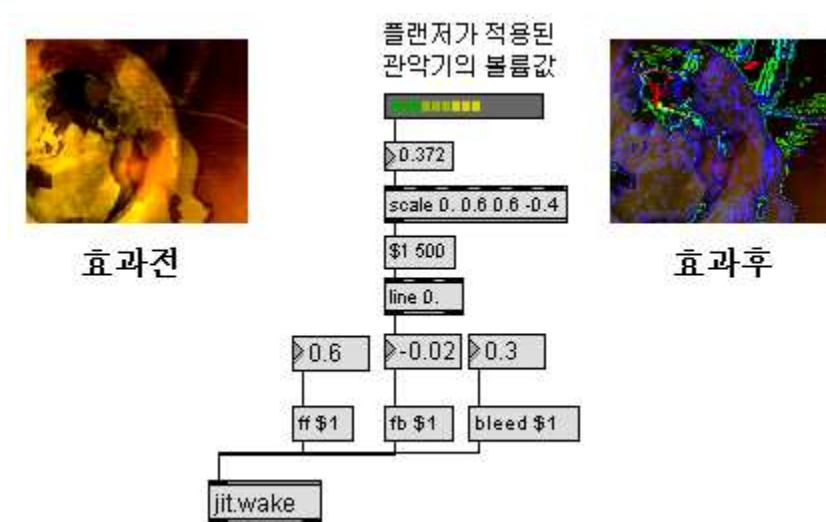 플랜저가 적용된
관악기의 볼륨값
0.372
scale 0. 0.6 0.6 -0.4
$1 500
line 0.
효과전
효과후
0.6
-0.02
0.3
ff $1
fb $1
bleed $1
jit.wake